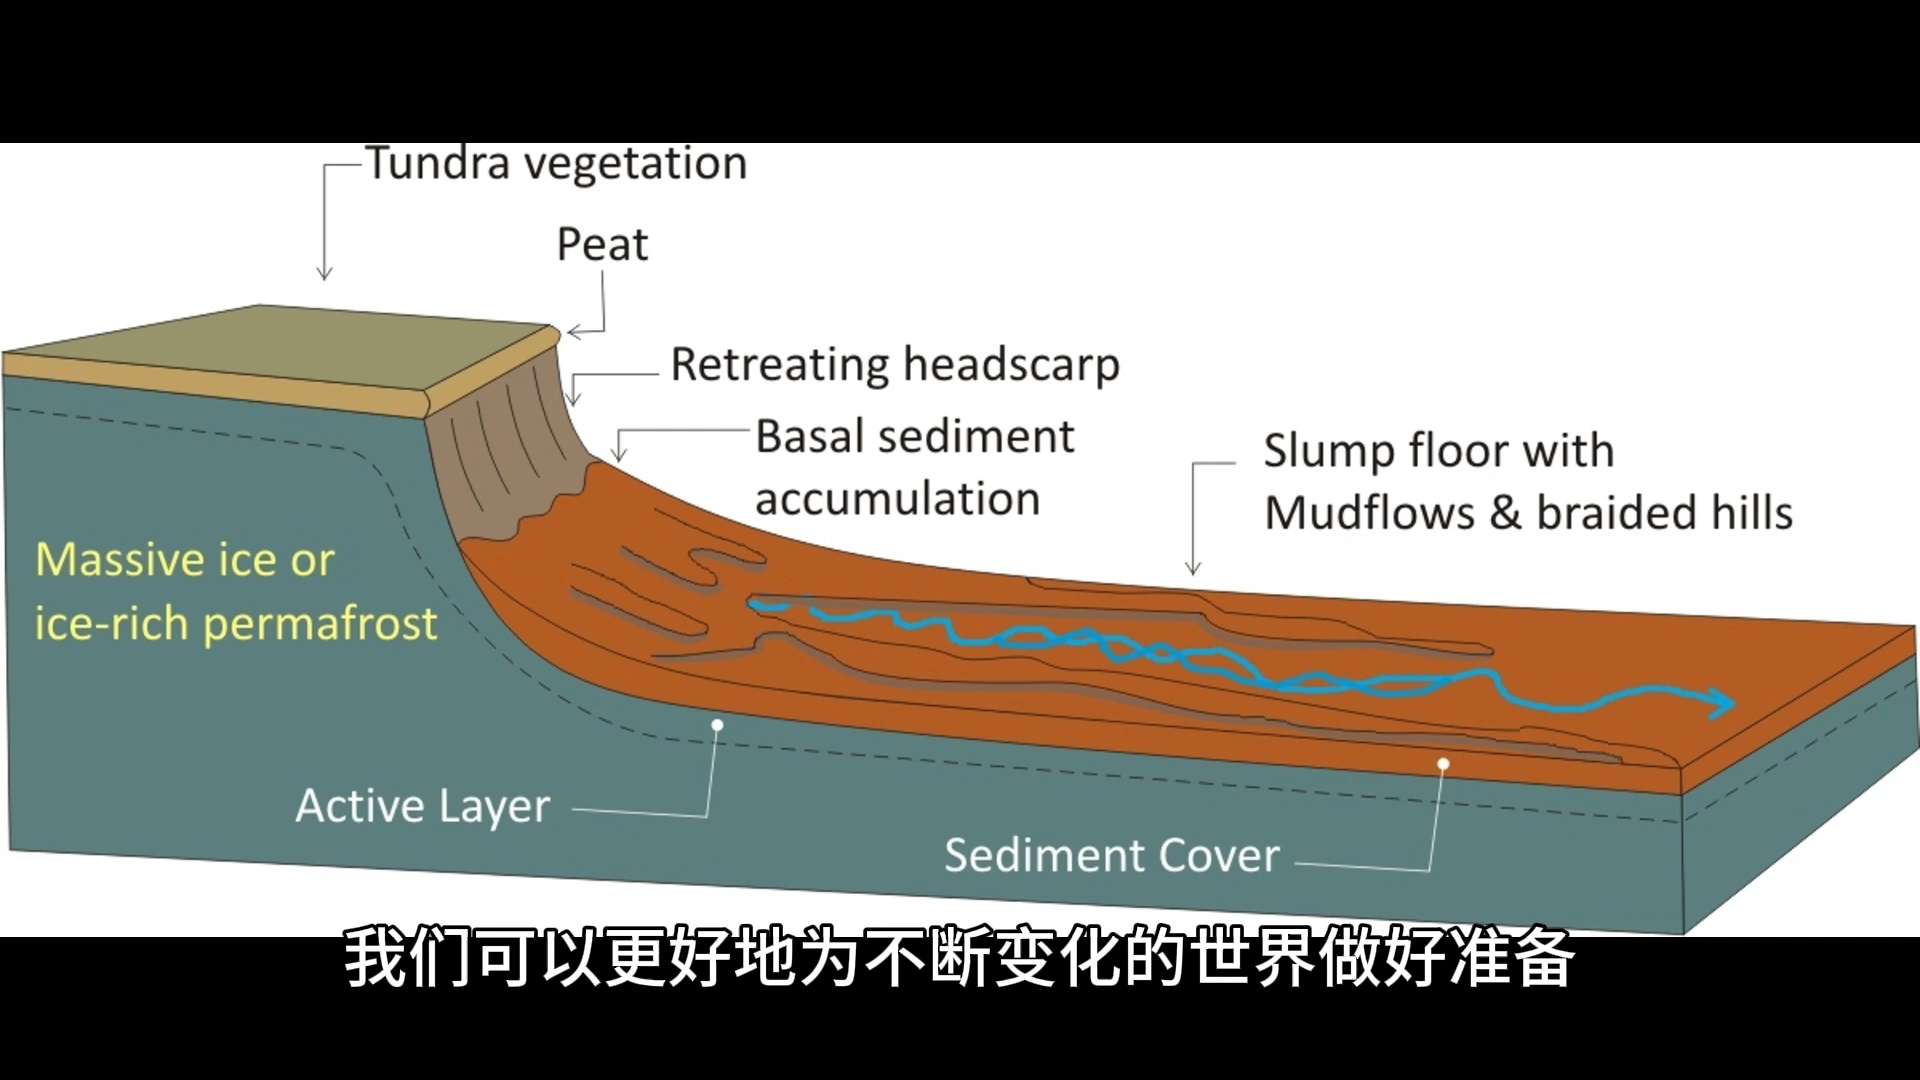 Tundra vegetation
Peat
Retreating headscarp
Basal sediment
accumulation
Slump floor with
Mudflows & braided hills
Massive ice or
ice-rich permafrost
Active Layer
Sediment Cover
我们可以更好地为不断变化的世界做好准备